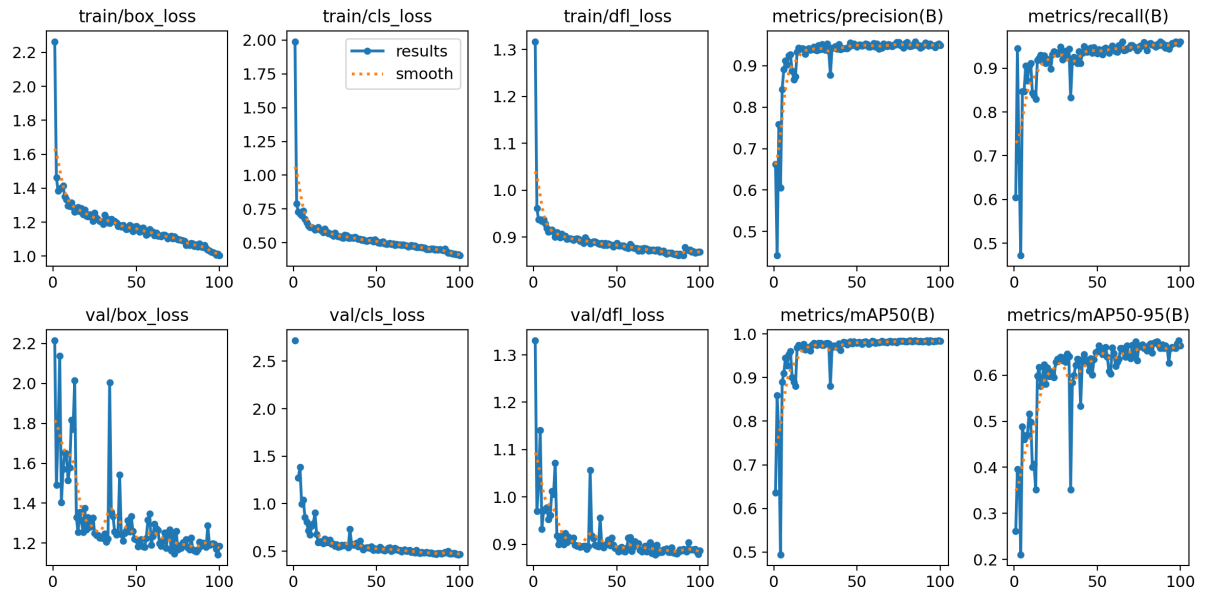 train/box_loss
train/cls_loss
train/dfl_loss
metrics/precision(B)
metrics/recall(B)
2.2
2.0
1.8
1.6
1.4
1.2
1.0
0 50 100
2.00
1.75
1.50
1.25
1.00
0.75
0.50
results
smooth
0 50 100
1.3
1.2
1.1
1.0
0.9
0 50 100
0.9
0.8
0.7
0.6
0.5
0 50 100
0.9
0.8
0.7
0.6
0.5
0 50 100
val/box_loss
val/cls_loss
val/dfl_loss
metrics/mAP50(B)
metrics/mAP50-95(B)
2.2
2.0
1.8
1.6
1.4
1.2
0 50 100
2.5
2.0
1.5
1.0
0.5
0 50 100
1.3
1.2
1.1
1.0
0.9
0 50 100
1.0
0.9
0.8
0.7
0.6
0.5
0 50 100
0.6
0.5
0.4
0.3
0.2
0 50 100